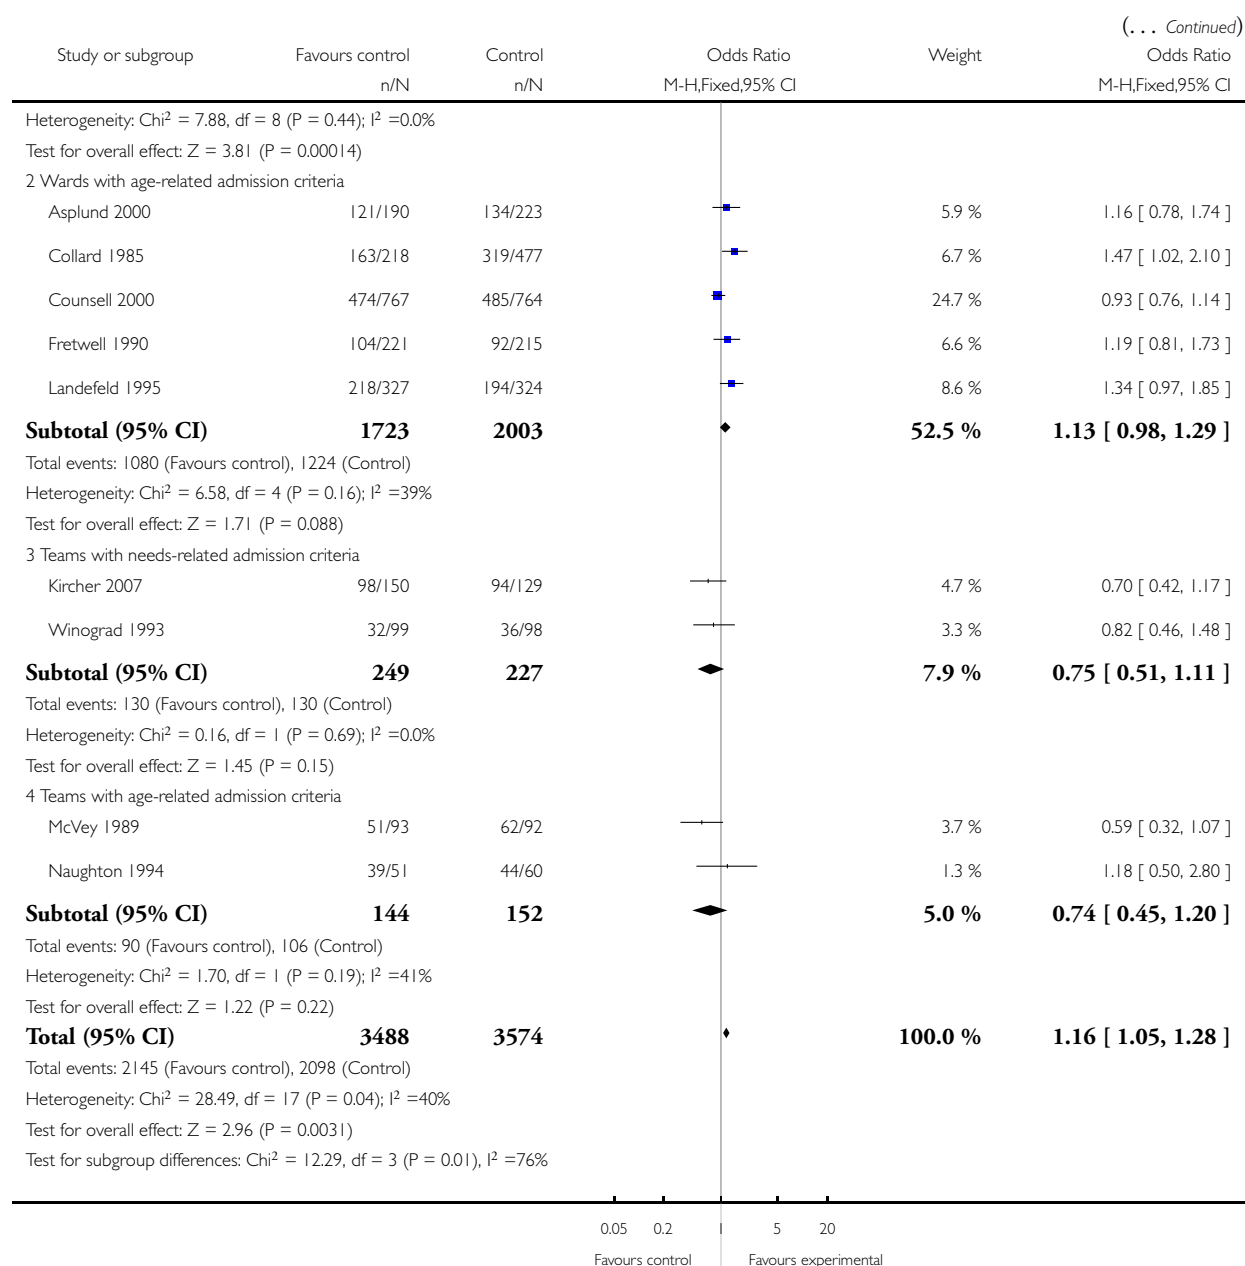 (... Continued)
Study or subgroup Favours control Control Odds Ratio Weight Odds Ratio
n/N n/N M-H,Fixed,95% CI M-H,Fixed,95% CI
Heterogeneity: Chi² = 7.88, df = 8 (P = 0.44); I² =0.0%
Test for overall effect: Z = 3.81 (P = 0.00014)
2 Wards with age-related admission criteria
Asplund 2000 121/190 134/223 5.9 % 1.16 [ 0.78, 1.74 ]
Collard 1985 163/218 319/477 6.7 % 1.47 [ 1.02, 2.10 ]
Counsell 2000 474/767 485/764 24.7 % 0.93 [ 0.76, 1.14 ]
Fretwell 1990 104/221 92/215 6.6 % 1.19 [ 0.81, 1.73 ]
Landefeld 1995 218/327 194/324 8.6 % 1.34 [ 0.97, 1.85 ]
Subtotal (95% CI) 1723 2003 52.5 % 1.13 [ 0.98, 1.29 ]
Total events: 1080 (Favours control), 1224 (Control)
Heterogeneity: Chi² = 6.58, df = 4 (P = 0.16); I² =39%
Test for overall effect: Z = 1.71 (P = 0.088)
3 Teams with needs-related admission criteria
Kircher 2007 98/150 94/129 4.7 % 0.70 [ 0.42, 1.17 ]
Winograd 1993 32/99 36/98 3.3 % 0.82 [ 0.46, 1.48 ]
Subtotal (95% CI) 249 227 7.9 % 0.75 [ 0.51, 1.11 ]
Total events: 130 (Favours control), 130 (Control)
Heterogeneity: Chi² = 0.16, df = 1 (P = 0.69); I² =0.0%
Test for overall effect: Z = 1.45 (P = 0.15)
4 Teams with age-related admission criteria
McVey 1989 51/93 62/92 3.7 % 0.59 [ 0.32, 1.07 ]
Naughton 1994 39/51 44/60 1.3 % 1.18 [ 0.50, 2.80 ]
Subtotal (95% CI) 144 152 5.0 % 0.74 [ 0.45, 1.20 ]
Total events: 90 (Favours control), 106 (Control)
Heterogeneity: Chi² = 1.70, df = 1 (P = 0.19); I² =41%
Test for overall effect: Z = 1.22 (P = 0.22)
Total (95% CI) 3488 3574 100.0 % 1.16 [ 1.05, 1.28 ]
Total events: 2145 (Favours control), 2098 (Control)
Heterogeneity: Chi² = 28.49, df = 17 (P = 0.04); I² =40%
Test for overall effect: Z = 2.96 (P = 0.0031)
Test for subgroup differences: Chi² = 12.29, df = 3 (P = 0.01), I² =76%
0.05 0.2 1 5 20
Favours control Favours experimental